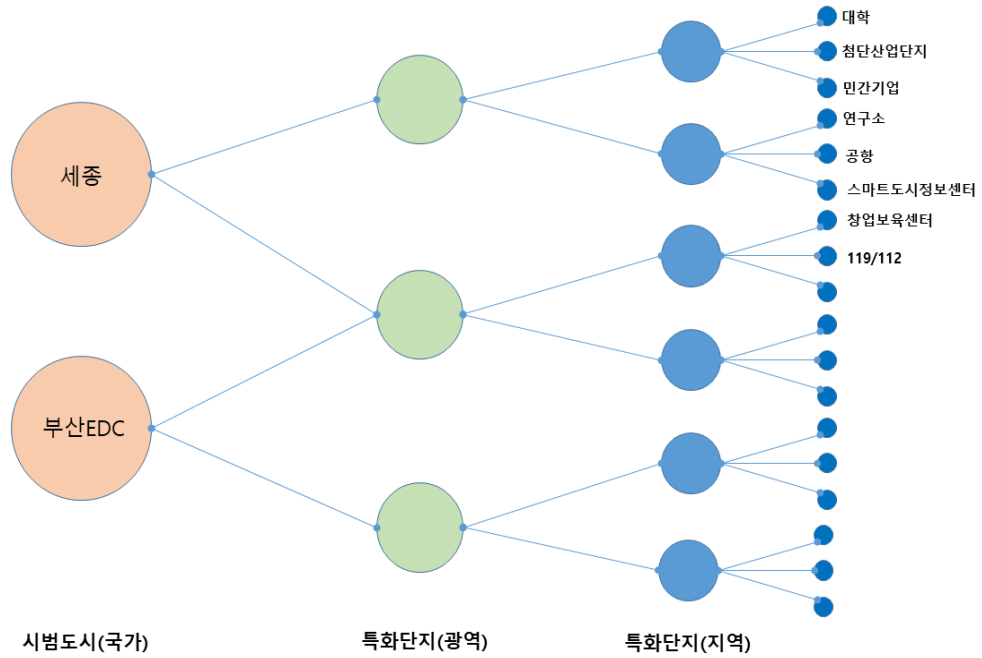 대학
첨단산업단지
민간기업
연구소
공항
스마트도시정보센터
창업보육센터
119/112
세종
부산EDC
시범도시(국가)
특화단지(광역)
특화단지(지역)